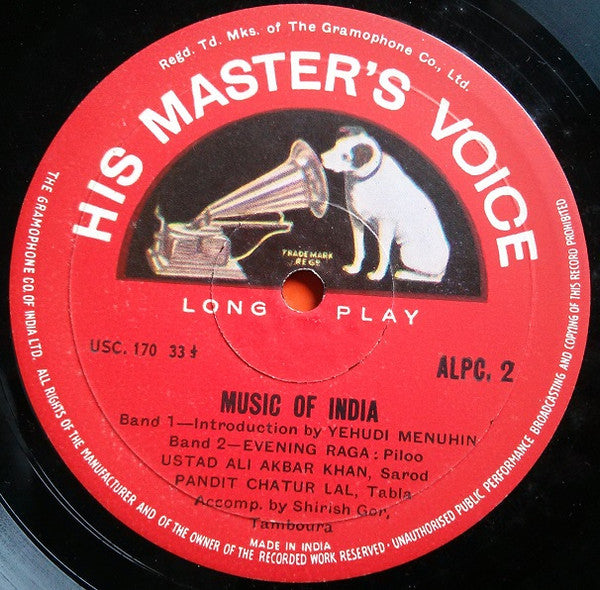 Regd. Td. Mks. of The Gramophone Co., Ltd.
HIS MASTER'S VOICE
TRADE MARK
REGD
LONG PLAY
USC. 170 33⅓
ALPC. 2
MUSIC OF INDIA
Band 1—Introduction by YEHUDI MENUHIN
Band 2—EVENING RAGA: Piloo
USTAD ALI AKBAR KHAN, Sarod
PANDIT CHATUR LAL, Tabla
Accomp. by Shirish Gor,
Tamboura
MADE IN INDIA
THE GRAMOPHONE CO. OF INDIA LTD. ALL RIGHTS OF THE MANUFACTURER AND OF THE OWNER OF THE RECORDED WORK RESERVED · UNAUTHORISED PUBLIC PERFORMANCE BROADCASTING AND COPYING OF THIS RECORD PROHIBITED